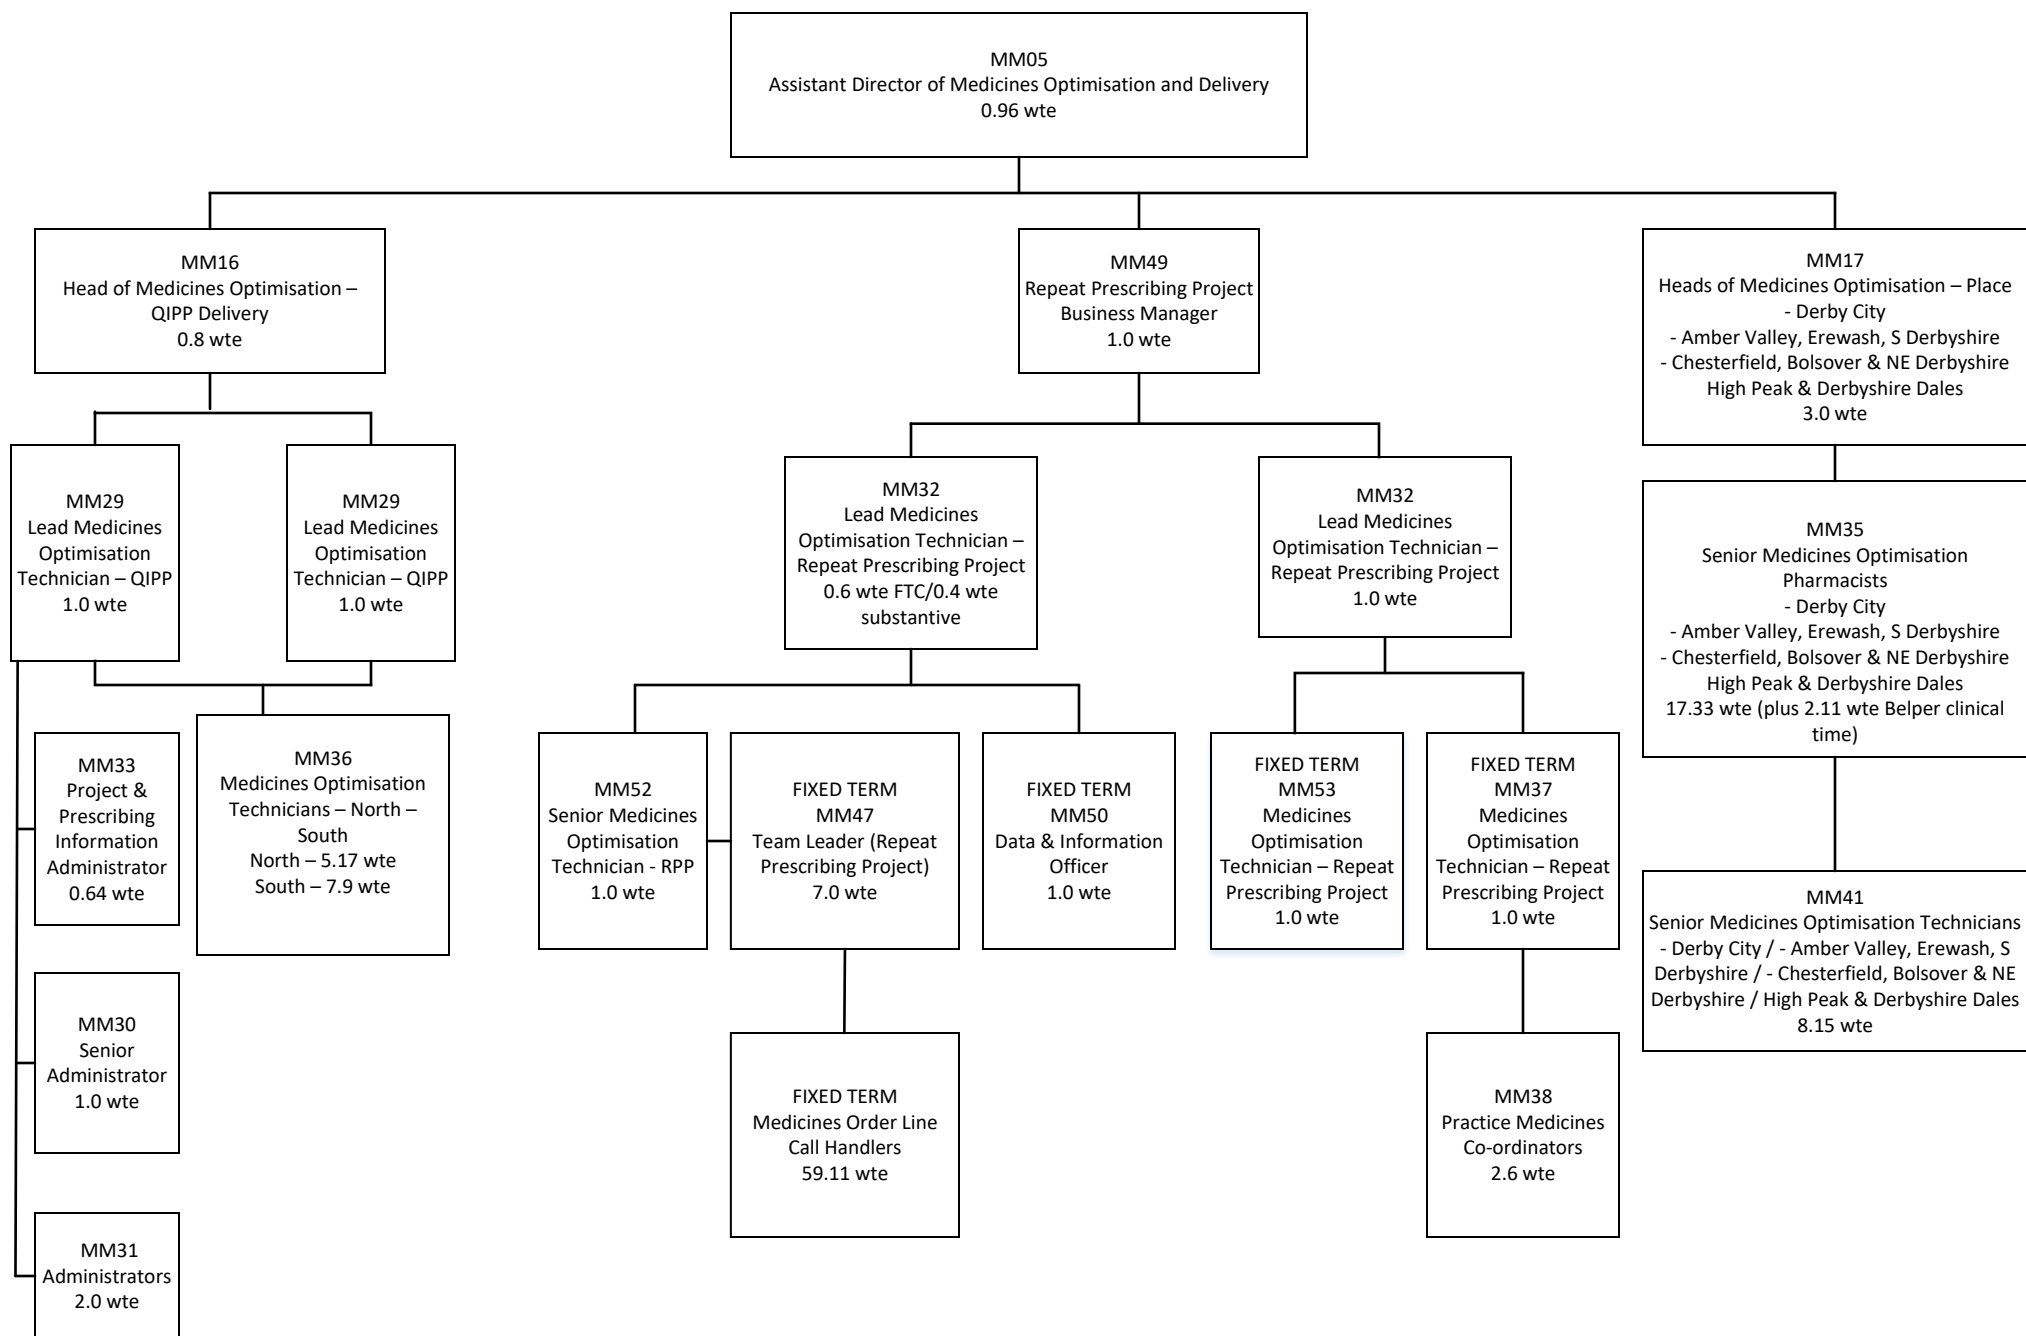 MM05
Assistant Director of Medicines Optimisation and Delivery
0.96 wte
MM16
Head of Medicines Optimisation –
QIPP Delivery
0.8 wte
MM49
Repeat Prescribing Project
Business Manager
1.0 wte
MM17
Heads of Medicines Optimisation – Place
- Derby City
- Amber Valley, Erewash, S Derbyshire
- Chesterfield, Bolsover & NE Derbyshire
High Peak & Derbyshire Dales
3.0 wte
MM29
Lead Medicines
Optimisation
Technician – QIPP
1.0 wte
MM29
Lead Medicines
Optimisation
Technician – QIPP
1.0 wte
MM32
Lead Medicines
Optimisation Technician –
Repeat Prescribing Project
0.6 wte FTC/0.4 wte
substantive
MM32
Lead Medicines
Optimisation Technician –
Repeat Prescribing Project
1.0 wte
MM35
Senior Medicines Optimisation
Pharmacists
- Derby City
- Amber Valley, Erewash, S Derbyshire
- Chesterfield, Bolsover & NE Derbyshire
High Peak & Derbyshire Dales
17.33 wte (plus 2.11 wte Belper clinical
time)
MM33
Project &
Prescribing
Information
Administrator
0.64 wte
MM36
Medicines Optimisation
Technicians – North –
South
North – 5.17 wte
South – 7.9 wte
MM52
Senior Medicines
Optimisation
Technician - RPP
1.0 wte
FIXED TERM
MM47
Team Leader (Repeat
Prescribing Project)
7.0 wte
FIXED TERM
MM50
Data & Information
Officer
1.0 wte
FIXED TERM
MM53
Medicines
Optimisation
Technician – Repeat
Prescribing Project
1.0 wte
FIXED TERM
MM37
Medicines
Optimisation
Technician – Repeat
Prescribing Project
1.0 wte
MM41
Senior Medicines Optimisation Technicians
- Derby City / - Amber Valley, Erewash, S
Derbyshire / - Chesterfield, Bolsover & NE
Derbyshire / High Peak & Derbyshire Dales
8.15 wte
MM30
Senior
Administrator
1.0 wte
FIXED TERM
Medicines Order Line
Call Handlers
59.11 wte
MM38
Practice Medicines
Co-ordinators
2.6 wte
MM31
Administrators
2.0 wte